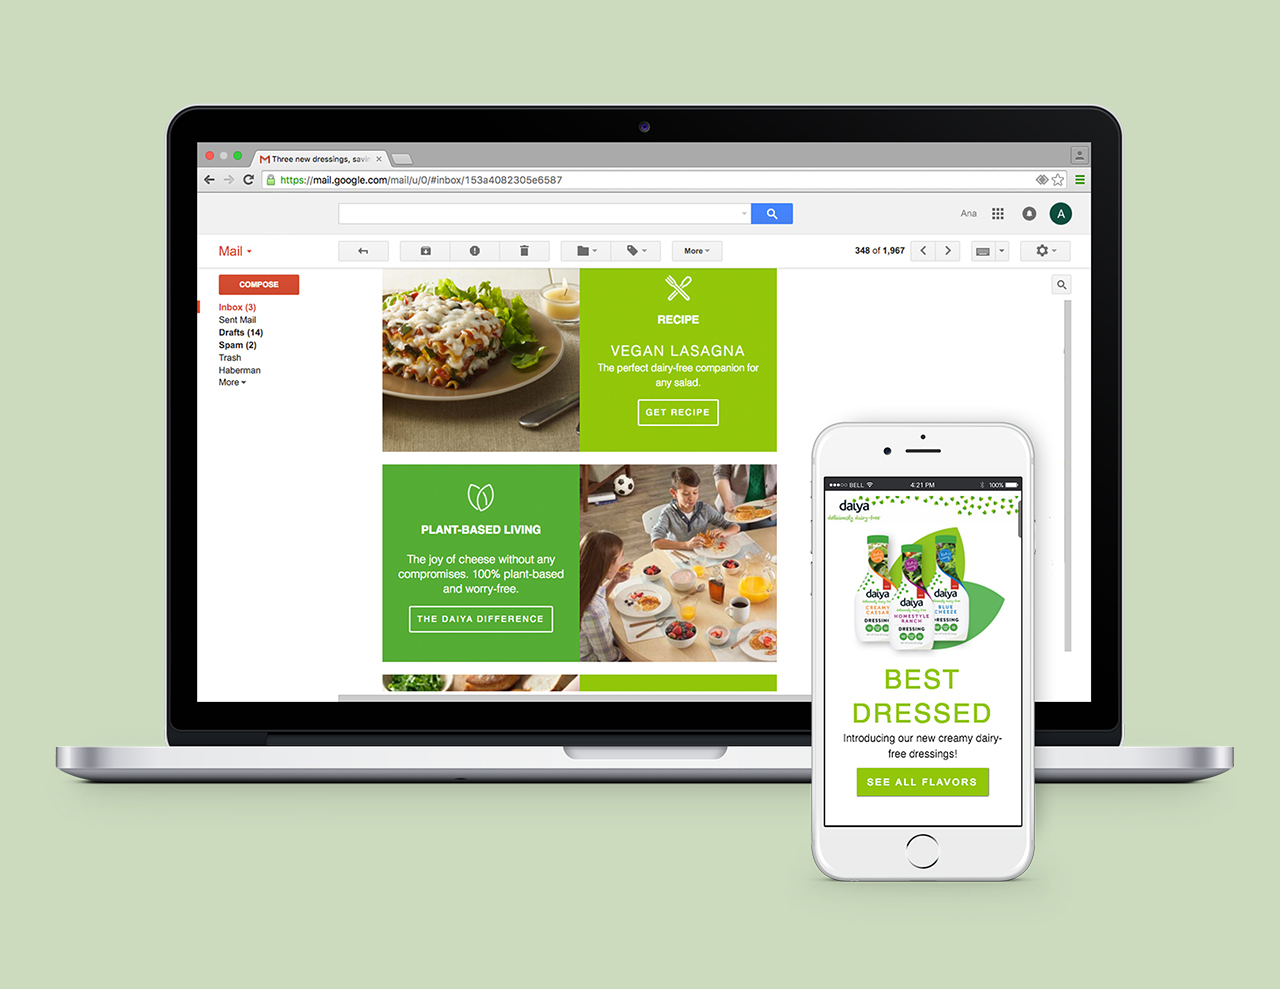 Three new dressings, savin
https://mail.google.com/mail/u/0/#inbox/153a4082305e6587
Ana
A
Mail
More
348 of 1,967
COMPOSE
Inbox (3)
Sent Mail
Drafts (14)
Spam (2)
Trash
Haberman
More
RECIPE
VEGAN LASAGNA
The perfect dairy-free companion for
any salad.
GET RECIPE
PLANT-BASED LIVING
The joy of cheese without any
compromises. 100% plant-based
and worry-free.
THE DAIYA DIFFERENCE
BELL
4:21 PM
100%
daiya
deliciously dairy-free
daiya
CREAMY
CAESAR
DRESSING
daiya
HOMESTYLE
RANCH
DRESSING
daiya
BLUE
CHEEZE
DRESSING
BEST
DRESSED
Introducing our new creamy dairy-
free dressings!
SEE ALL FLAVORS